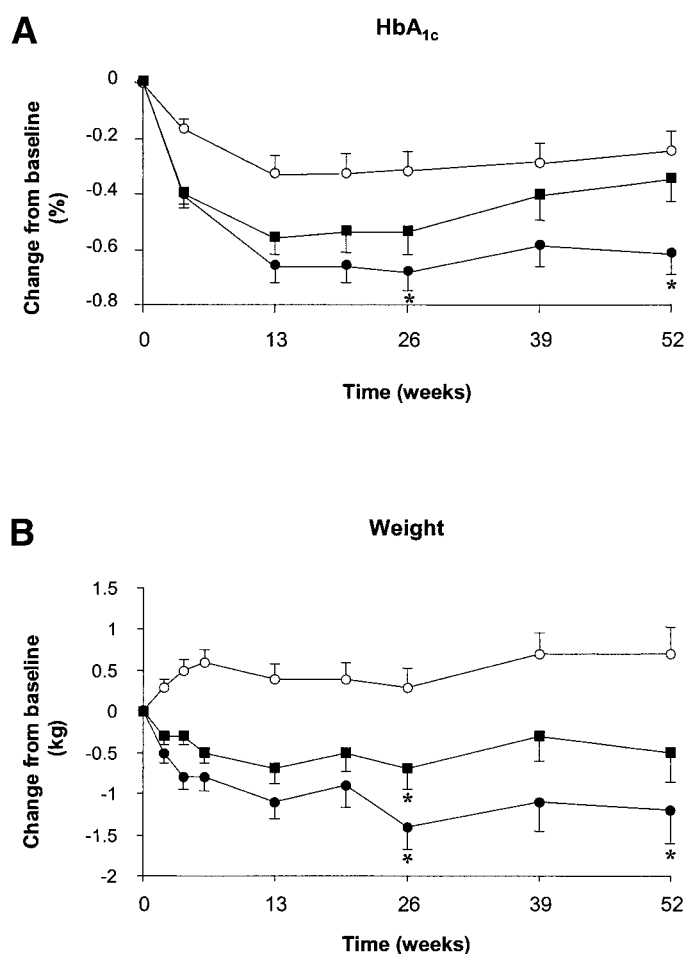 A
HbA1c
0
-0.2
-0.4
-0.6
-0.8
Change from baseline
(%)
*
*
0 13 26 39 52
Time (weeks)
B
Weight
1.5
1
0.5
0
-0.5
-1
-1.5
-2
Change from baseline
(kg)
*
*
*
0 13 26 39 52
Time (weeks)